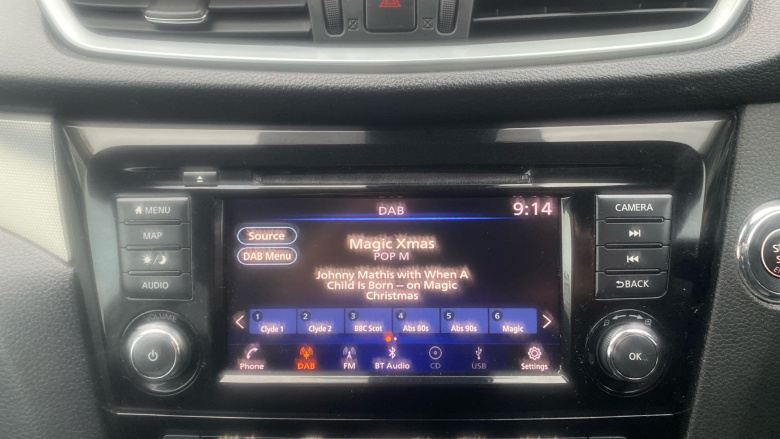 DAB
9:14
MENU
MAP
AUDIO
VOLUME
Source
DAB Menu
Magic Xmas
POP M
Johnny Mathis with When A
Child Is Born -- on Magic
Christmas
1 Clyde 1
2 Clyde 2
3 BBC Scot
4 Abs 80s
5 Abs 90s
6 Magic
Phone
DAB
FM
BT Audio
CD
USB
Settings
CAMERA
BACK
OK